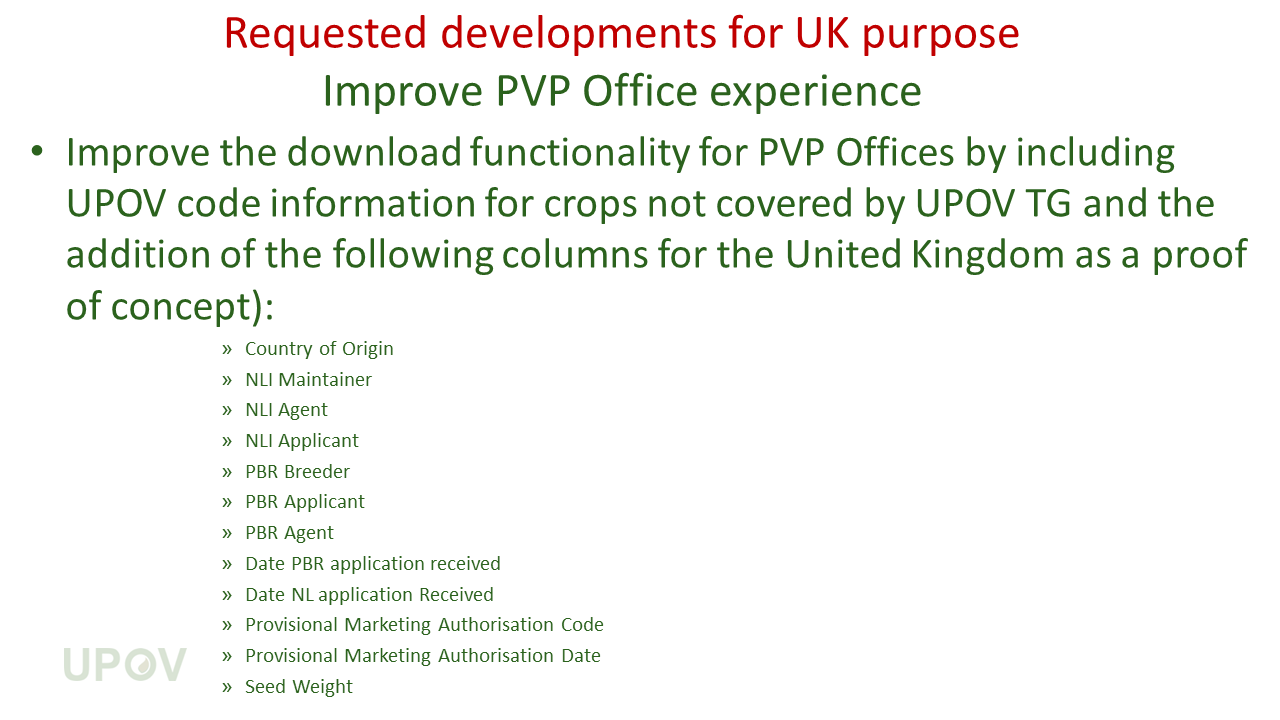 Requested developments for UK purpose
Improve PVP Office experience
• Improve the download functionality for PVP Offices by including
UPOV code information for crops not covered by UPOV TG and the
addition of the following columns for the United Kingdom as a proof
of concept):
» Country of Origin
» NLI Maintainer
» NLI Agent
» NLI Applicant
» PBR Breeder
» PBR Applicant
» PBR Agent
» Date PBR application received
» Date NL application Received
» Provisional Marketing Authorisation Code
» Provisional Marketing Authorisation Date
» Seed Weight
UPOV